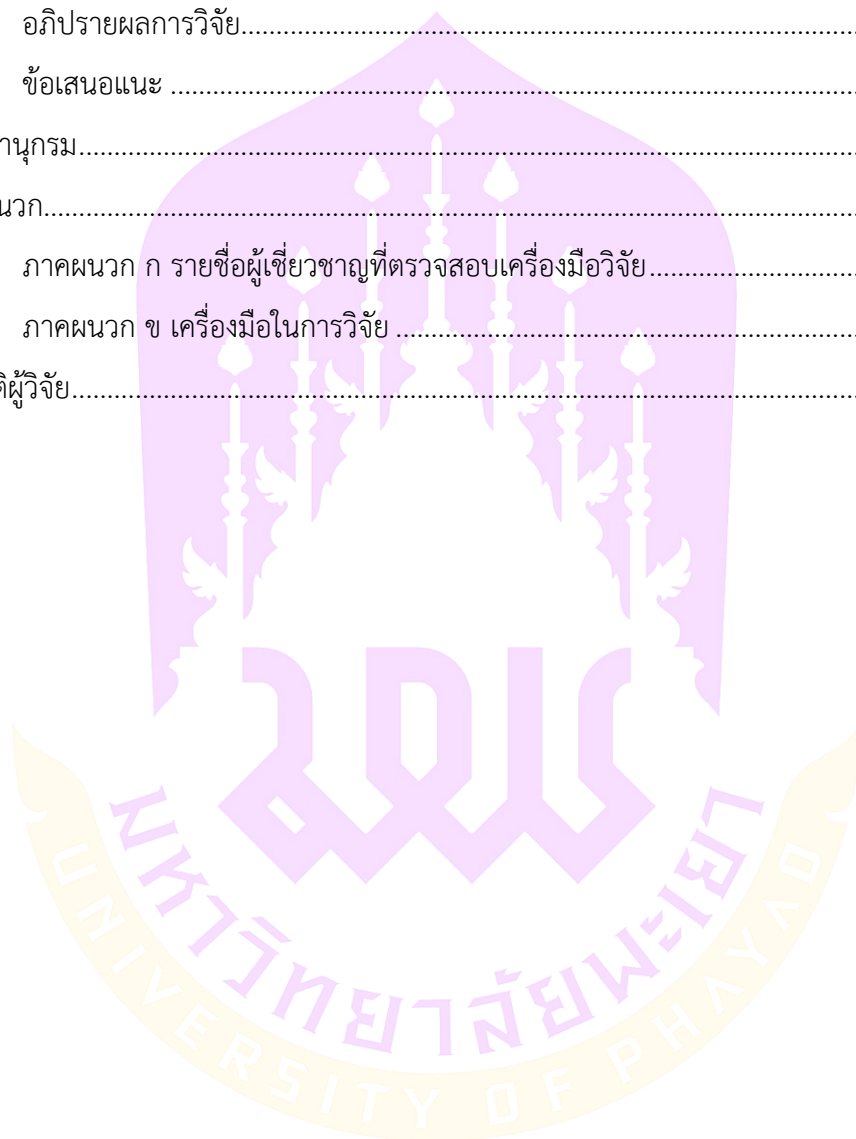 อภิปรายผลการวิจัย................................................................................................
ข้อเสนอแนะ ................................................................................................
านุกรม................................................................................................
นวก................................................................................................
ภาคผนวก ก รายชื่อผู้เชี่ยวชาญที่ตรวจสอบเครื่องมือวิจัย..............................
ภาคผนวก ข เครื่องมือในการวิจัย ................................................................
ติผู้วิจัย................................................................................................
มหาวิทยาลัยพะเยา
UNIVERSITY OF PHAYAO